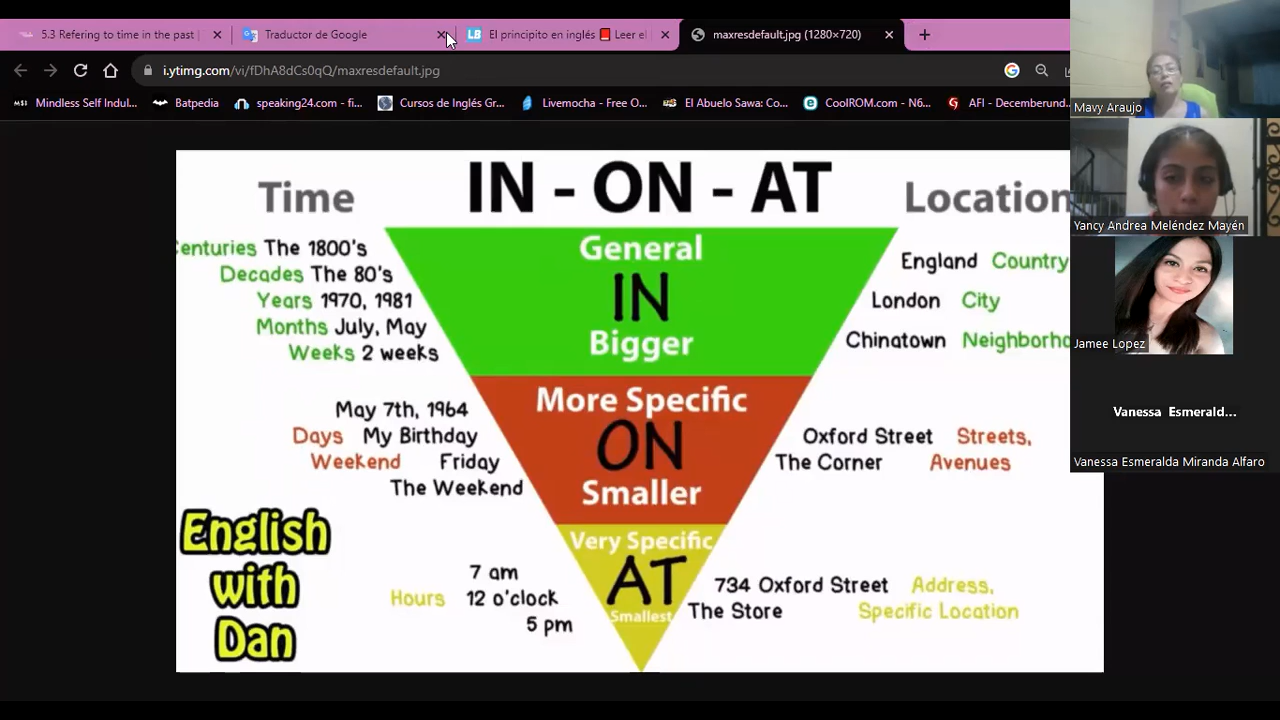 5.3 Refering to time in the past |
Traductor de Google
LB El principito en inglés Leer el
maxresdefault.jpg (1280×720)
i.ytimg.com/vi/fDhA8dCs0qQ/maxresdefault.jpg
Mindless Self Indul...
Batpedia
speaking24.com - fi...
Cursos de Inglés Gr...
Livemocha - Free O...
El Abuelo Sawa: Co...
CoolROM.com - N6...
AFI - Decemberund...
Time
IN - ON - AT
Location
Centuries The 1800's
Decades The 80's
Years 1970, 1981
Months July, May
Weeks 2 weeks
General
IN
Bigger
England Country
London City
Chinatown Neighborho
May 7th, 1964
Days My Birthday
Weekend Friday
The Weekend
More Specific
ON
Smaller
Oxford Street Streets,
The Corner Avenues
English
with
Dan
7 am
Hours 12 o'clock
5 pm
Very Specific
AT
Smallest
734 Oxford Street Address,
The Store Specific Location
Mavy Araujo
Yancy Andrea Meléndez Mayén
Jamee Lopez
Vanessa Esmerald...
Vanessa Esmeralda Miranda Alfaro